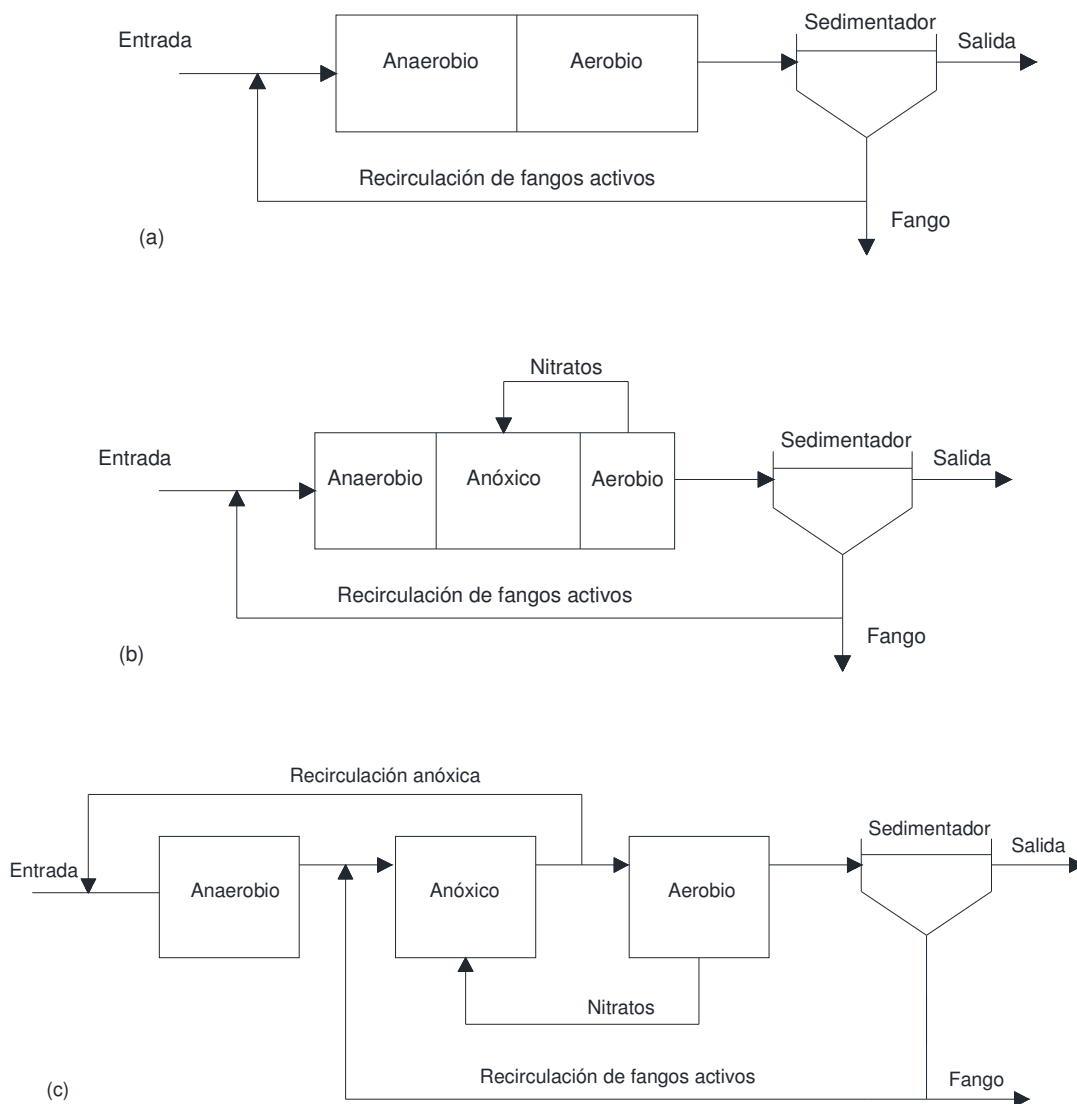 Sedimentador
Entrada
Salida
Anaerobio
Aerobio
Recirculación de fangos activos
Fango
(a)
Nitratos
Sedimentador
Entrada
Salida
Anaerobio
Anóxico
Aerobio
Recirculación de fangos activos
Fango
(b)
Recirculación anóxica
Sedimentador
Salida
Entrada
Anaerobio
Anóxico
Aerobio
Nitratos
Recirculación de fangos activos
Fango
(c)